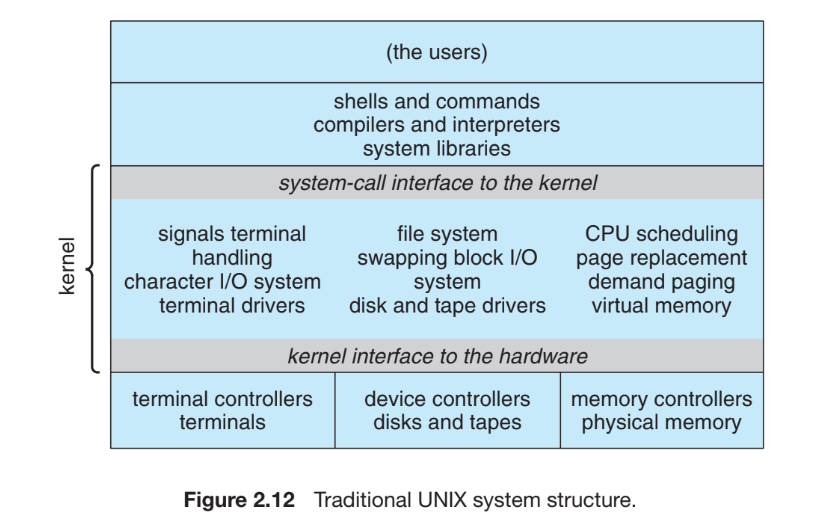 (the users)
shells and commands
compilers and interpreters
system libraries
system-call interface to the kernel
kernel
signals terminal
handling
character I/O system
terminal drivers
file system
swapping block I/O
system
disk and tape drivers
CPU scheduling
page replacement
demand paging
virtual memory
kernel interface to the hardware
terminal controllers
terminals
device controllers
disks and tapes
memory controllers
physical memory
Figure 2.12 Traditional UNIX system structure.